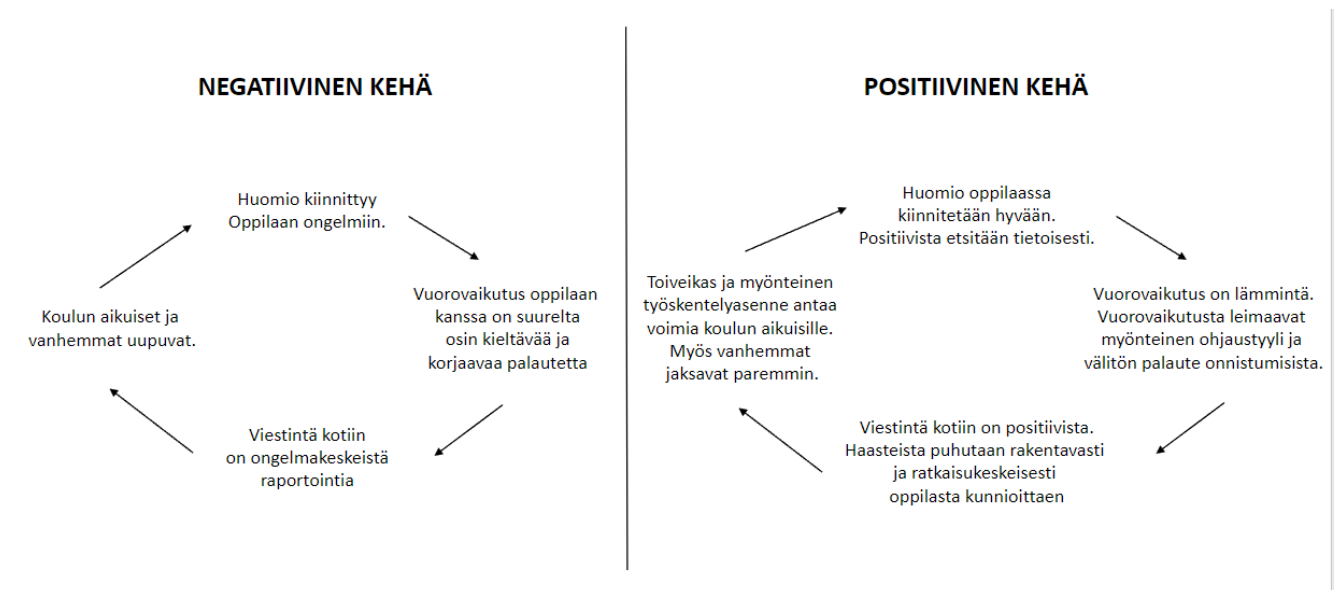 NEGATIIVINEN KEHÄ
Huomio kiinnittyy
Oppilaan ongelmiin.
Vuorovaikutus oppilaan
kanssa on suurelta
osin kieltävää ja
korjaavaa palautetta
Viestintä kotiin
on ongelmakeskeistä
raportointia
Koulun aikuiset ja
vanhemmat uupuvat.
POSITIIVINEN KEHÄ
Huomio oppilaassa
kiinnitetään hyvään.
Positiivista etsitään tietoisesti.
Vuorovaikutus on lämmintä.
Vuorovaikutusta leimaavat
myönteinen ohjaustyyli ja
välitön palaute onnistumisista.
Viestintä kotiin on positiivista.
Haasteista puhutaan rakentavasti
ja ratkaisukeskeisesti
oppilasta kunnioittaen
Toiveikas ja myönteinen
työskentelyasenne antaa
voimia koulun aikuisille.
Myös vanhemmat
jaksavat paremmin.